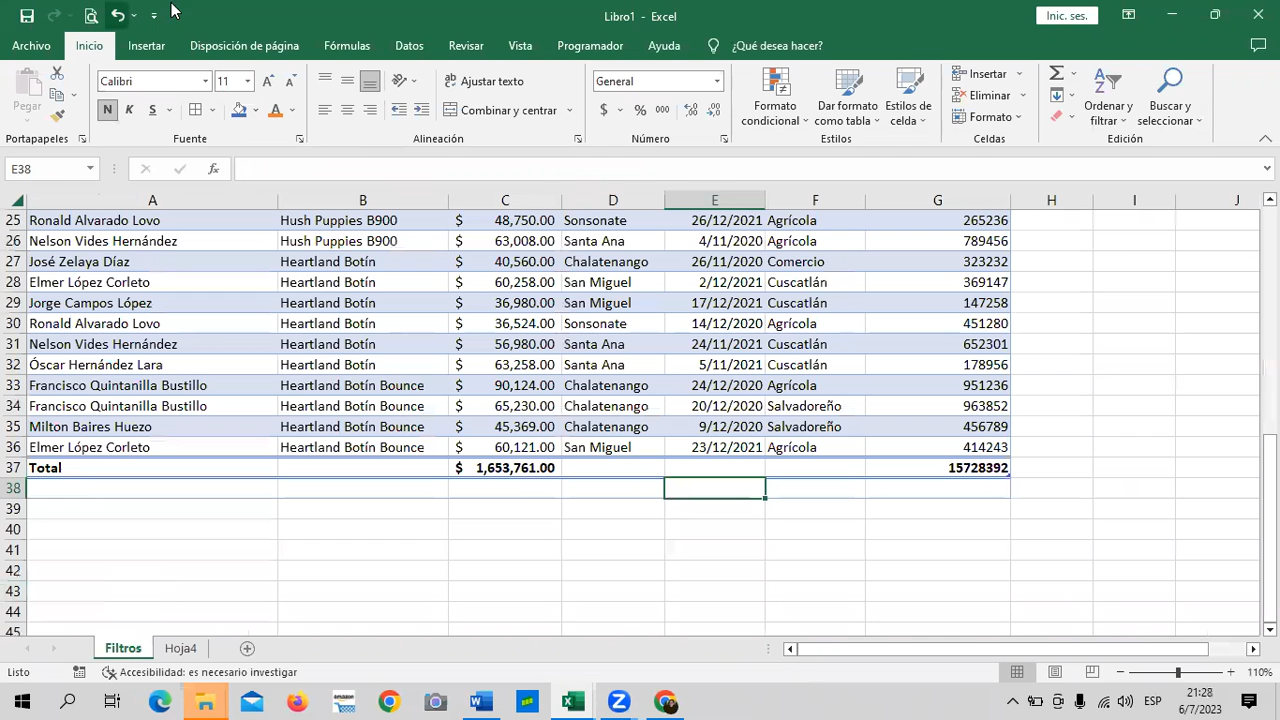 Libro1 - Excel
Inic. ses.
Archivo Inicio Insertar Disposición de página Fórmulas Datos Revisar Vista Programador Ayuda ¿Qué desea hacer?
Pegar
Calibri 11
N K S
Ajustar texto
Combinar y centrar
General
$ % 000
Formato condicional
Dar formato como tabla
Estilos de celda
Insertar
Eliminar
Formato
Ordenar y filtrar
Buscar y seleccionar
Portapapeles Fuente Alineación Número Estilos Celdas Edición
E38 fx
A B C D E F G H I J
25 Ronald Alvarado Lovo Hush Puppies B900 $ 48,750.00 Sonsonate 26/12/2021 Agrícola 265236
26 Nelson Vides Hernández Hush Puppies B900 $ 63,008.00 Santa Ana 4/11/2020 Agrícola 789456
27 José Zelaya Díaz Heartland Botín $ 40,560.00 Chalatenango 26/11/2020 Comercio 323232
28 Elmer López Corleto Heartland Botín $ 60,258.00 San Miguel 2/12/2021 Cuscatlán 369147
29 Jorge Campos López Heartland Botín $ 36,980.00 San Miguel 17/12/2021 Cuscatlán 147258
30 Ronald Alvarado Lovo Heartland Botín $ 36,524.00 Sonsonate 14/12/2020 Agrícola 451280
31 Nelson Vides Hernández Heartland Botín $ 56,980.00 Santa Ana 24/11/2021 Cuscatlán 652301
32 Óscar Hernández Lara Heartland Botín $ 63,258.00 Santa Ana 5/11/2021 Cuscatlán 178956
33 Francisco Quintanilla Bustillo Heartland Botín Bounce $ 90,124.00 Chalatenango 24/12/2020 Agrícola 951236
34 Francisco Quintanilla Bustillo Heartland Botín Bounce $ 65,230.00 Chalatenango 20/12/2020 Salvadoreño 963852
35 Milton Baires Huezo Heartland Botín Bounce $ 45,369.00 Chalatenango 9/12/2020 Salvadoreño 456789
36 Elmer López Corleto Heartland Botín Bounce $ 60,121.00 San Miguel 23/12/2021 Agrícola 414243
37 Total $ 1,653,761.00 15728392
38
39
40
41
42
43
44
45
Filtros Hoja4
Listo Accesibilidad: es necesario investigar 110%
ESP 21:28
6/7/2023